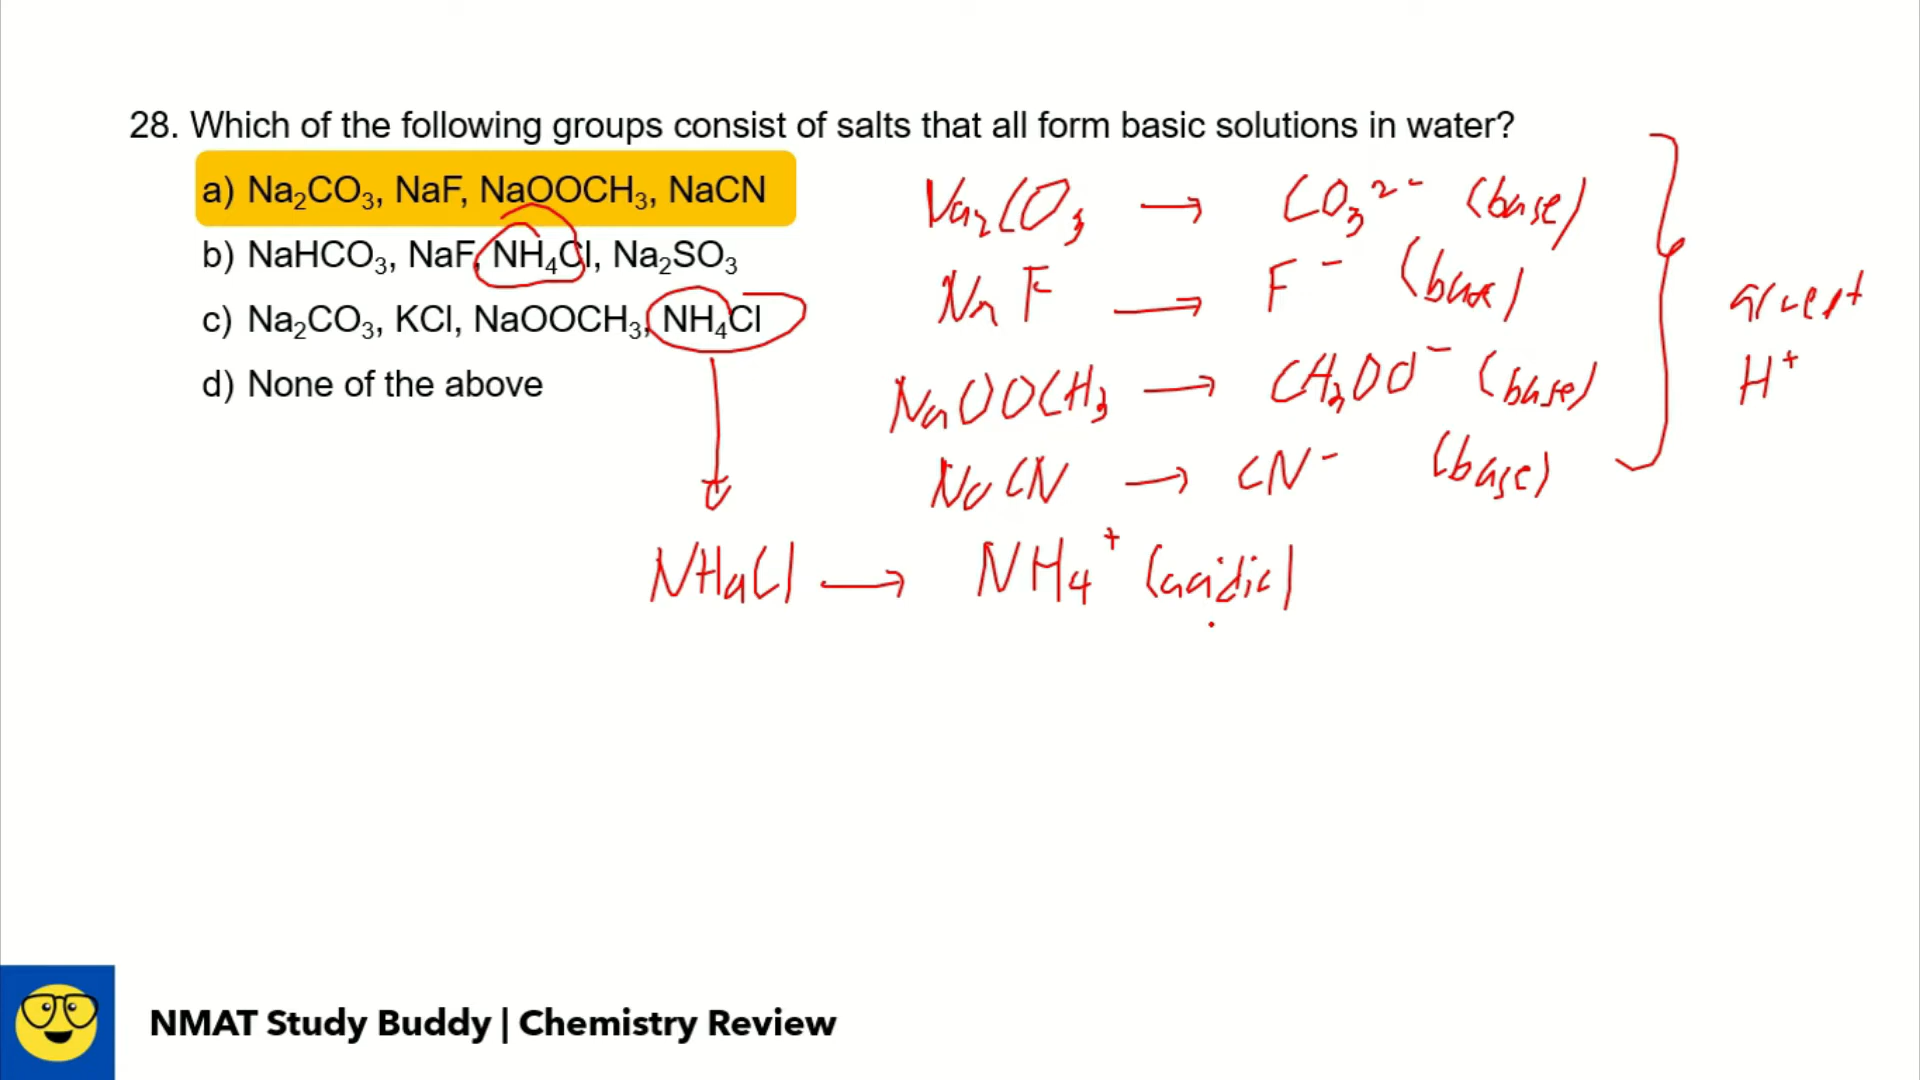 28. Which of the following groups consist of salts that all form basic solutions in water?
a) Na₂CO₃, NaF, NaOOCH₃, NaCN
b) NaHCO₃, NaF, NH₄Cl, Na₂SO₃
c) Na₂CO₃, KCl, NaOOCH₃, NH₄Cl
d) None of the above
Na₂CO₃ → CO₃²⁻ (base)
NaF → F⁻ (base)
accept
H⁺
NaOOCH₃ → CH₃OO⁻ (base)
NaCN → CN⁻ (base)
NH₄Cl → NH₄⁺ (acidic)
NMAT Study Buddy | Chemistry Review